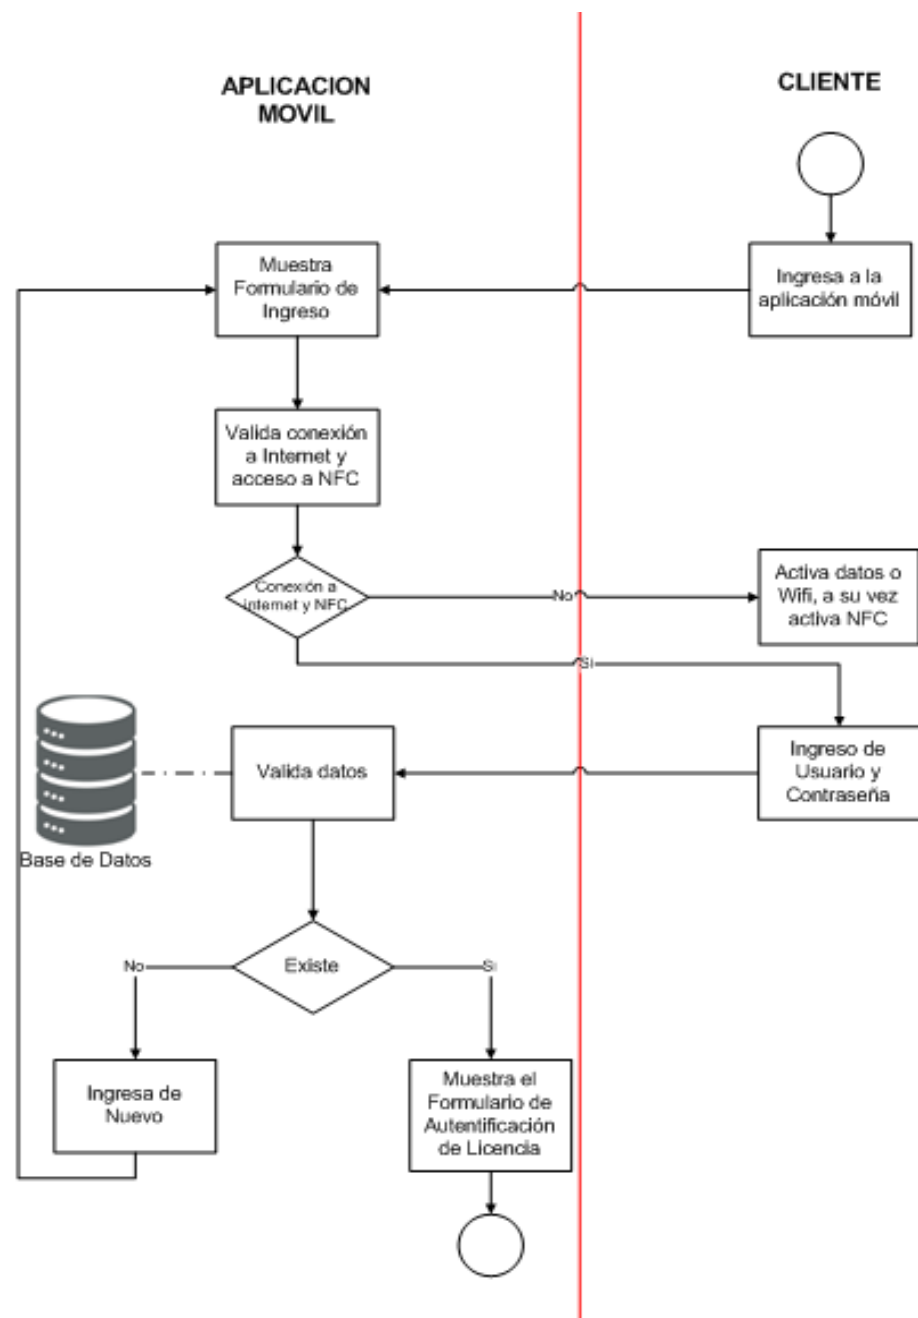 APLICACION
MOVIL
CLIENTE
Muestra
Formulario de
Ingreso
Ingresa a la
aplicación móvil
Valida conexión
a Internet y
acceso a NFC
Conexión a
internet y NFC
No
Activa datos o
Wifi, a su vez
activa NFC
Si
Valida datos
Ingreso de
Usuario y
Contraseña
Base de Datos
Existe
No
Si
Ingresa de
Nuevo
Muestra el
Formulario de
Autentificación
de Licencia